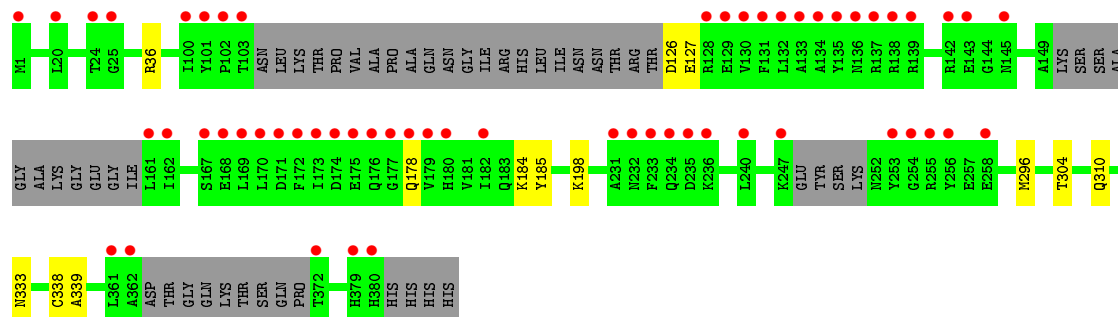 M1 L20 T24 G25 R36 I100 Y101 P102 T103 ASN LEU LYS THR PRO VAL ALA PRO ALA GLN ASN GLY ILE ARG HIS LEU ILE ASN ASN THR ARG THR D126 E127 R128 E129 V130 F131 L132 A133 A134 Y135 N136 R137 R138 R139 R142 E143 G144 N145 A149 LYS SER SER ALA
GLY ALA LYS GLY GLU GLY ILE L161 I162 S167 E168 L169 L170 D171 F172 I173 D174 E175 Q176 G177 Q178 V179 H180 V181 I182 Q183 K184 Y185 K198 A231 N232 F233 Q234 D235 K236 L240 K247 GLU TYR SER LYS N252 Y253 G254 R255 Y256 E257 E258 M296 T304 Q310
N333 C338 A339 L361 A362 ASP THR GLY GLN LYS THR SER GLN PRO T372 H379 H380 HIS HIS HIS HIS